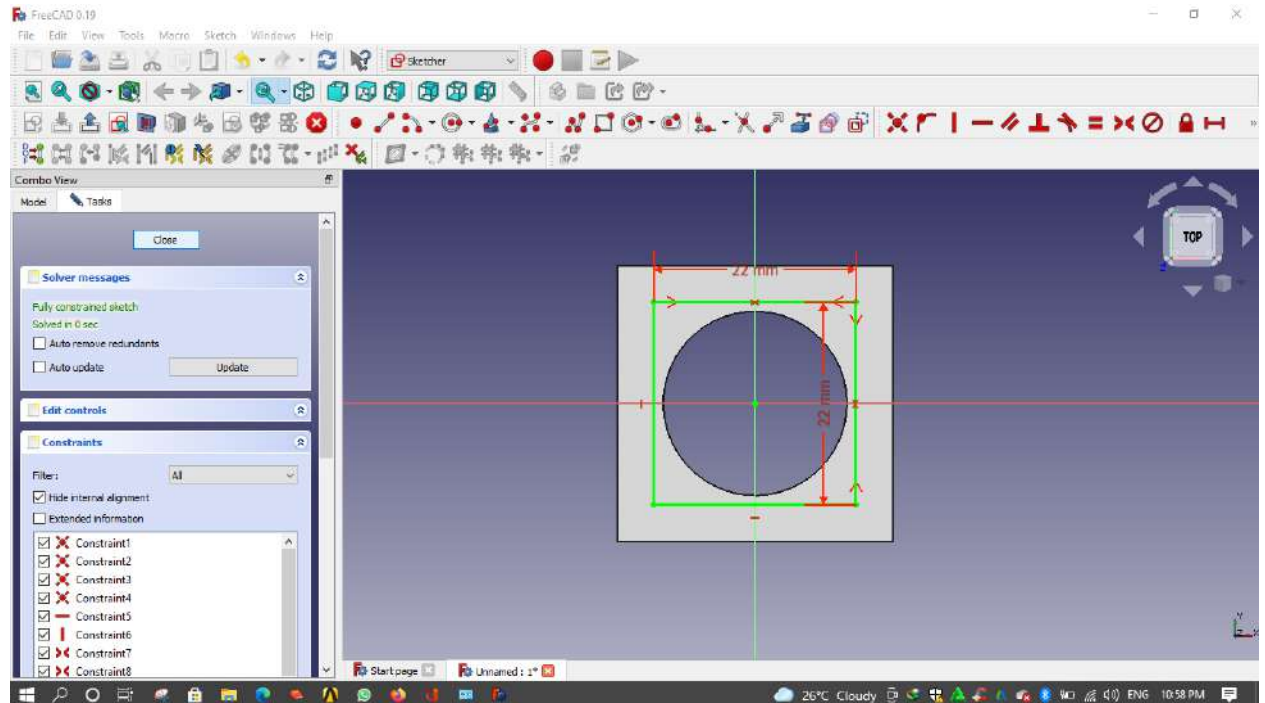 FreeCAD 0.19
File Edit View Tools Macro Sketch Windows Help
Sketcher
Combo View
Model Tasks
Close
Solver messages
Fully constrained sketch
Solved in 0 sec
Auto remove redundants
Auto update Update
Edit controls
Constraints
Filter: All
Hide internal alignment
Extended information
Constraint1
Constraint2
Constraint3
Constraint4
Constraint5
Constraint6
Constraint7
Constraint8
22 mm
22 mm
TOP
Y
Z X
Start page Unnamed : 1*
26°C Cloudy ENG 10:58 PM